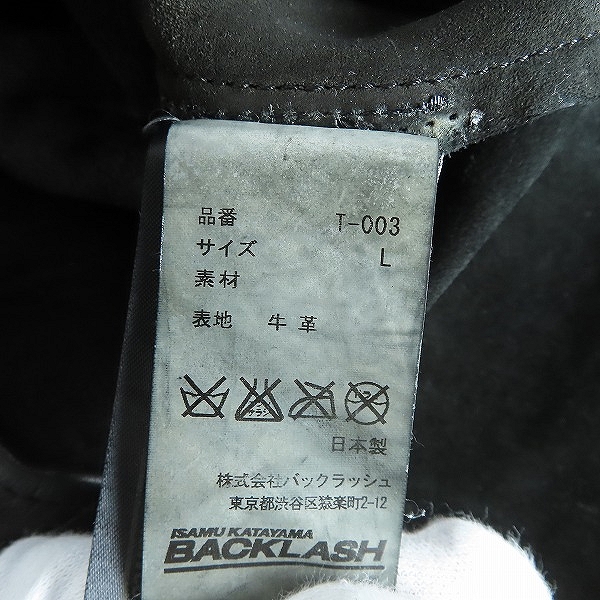 品番 T-003
サイズ L
素材
表地 牛革
日本製
株式会社バックラッシュ
東京都渋谷区猿楽町2-12
ISAMU KATAYAMA
BACKLASH